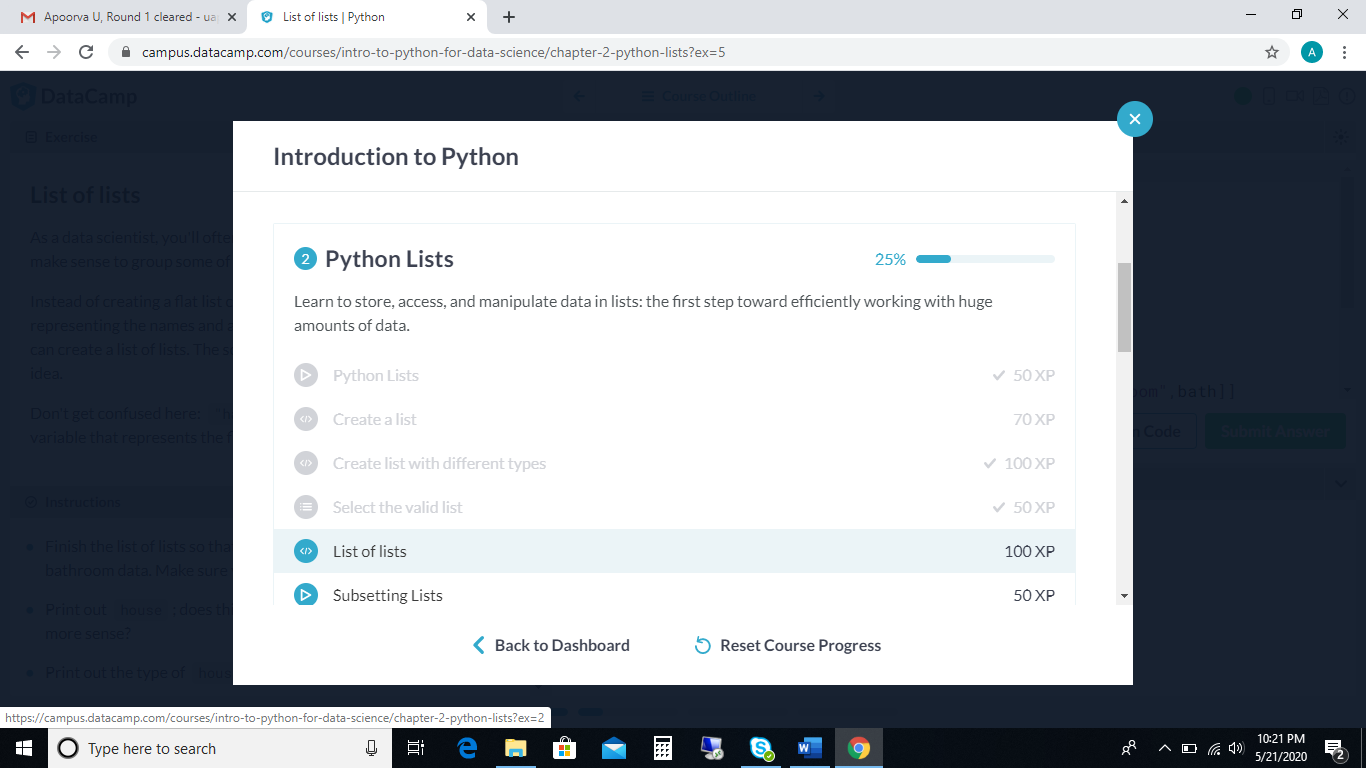 Apoorva U, Round 1 cleared - ua
List of lists | Python
campus.datacamp.com/courses/intro-to-python-for-data-science/chapter-2-python-lists?ex=5
A
DataCamp
Course Outline
Exercise
Introduction to Python
List of lists
As a data scientist, you'll ofte
make sense to group some of
2 Python Lists 25%
Instead of creating a flat list
representing the names and a
can create a list of lists. The
idea.
Learn to store, access, and manipulate data in lists: the first step toward efficiently working with huge
amounts of data.
Python Lists 50 XP
Create a list 70 XP
Create list with different types 100 XP
Select the valid list 50 XP
List of lists 100 XP
Subsetting Lists 50 XP
Don't get confused here:
variable that represents the
oom",bath]]
Code
Submit Answer
Instructions
Finish the list of lists so tha
bathroom data. Make sure
Print out house : does th
more sense?
Print out the type of hou
Back to Dashboard
Reset Course Progress
https://campus.datacamp.com/courses/intro-to-python-for-data-science/chapter-2-python-lists?ex=2
Type here to search
10:21 PM
5/21/2020
2